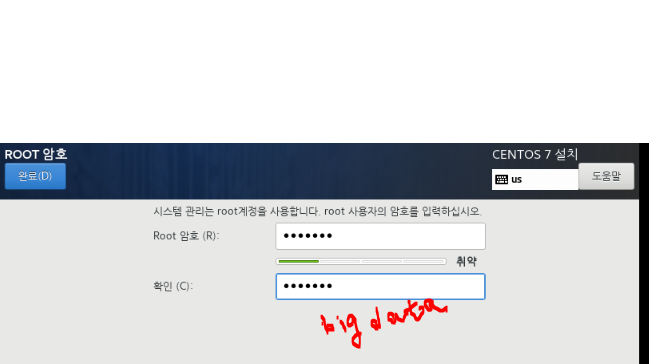 ROOT 암호
CENTOS 7 설치
완료(D)
us
도움말
시스템 관리는 root계정을 사용합니다. root 사용자의 암호를 입력하십시오.
Root 암호 (R):
●●●●●●●
취약
확인 (C):
●●●●●●●
bigdata